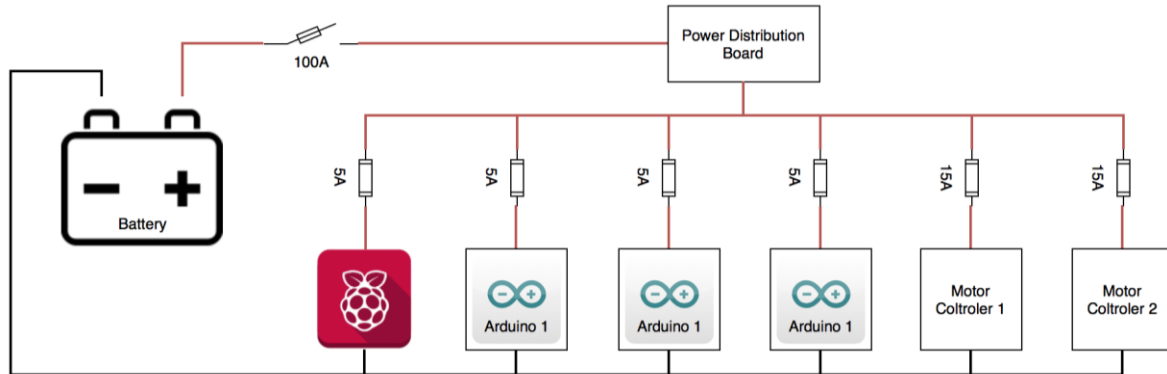 Power Distribution
Board
100A
5A
5A
5A
5A
15A
15A
Battery
Arduino 1
Arduino 1
Arduino 1
Motor
Coltroler 1
Motor
Coltroler 2